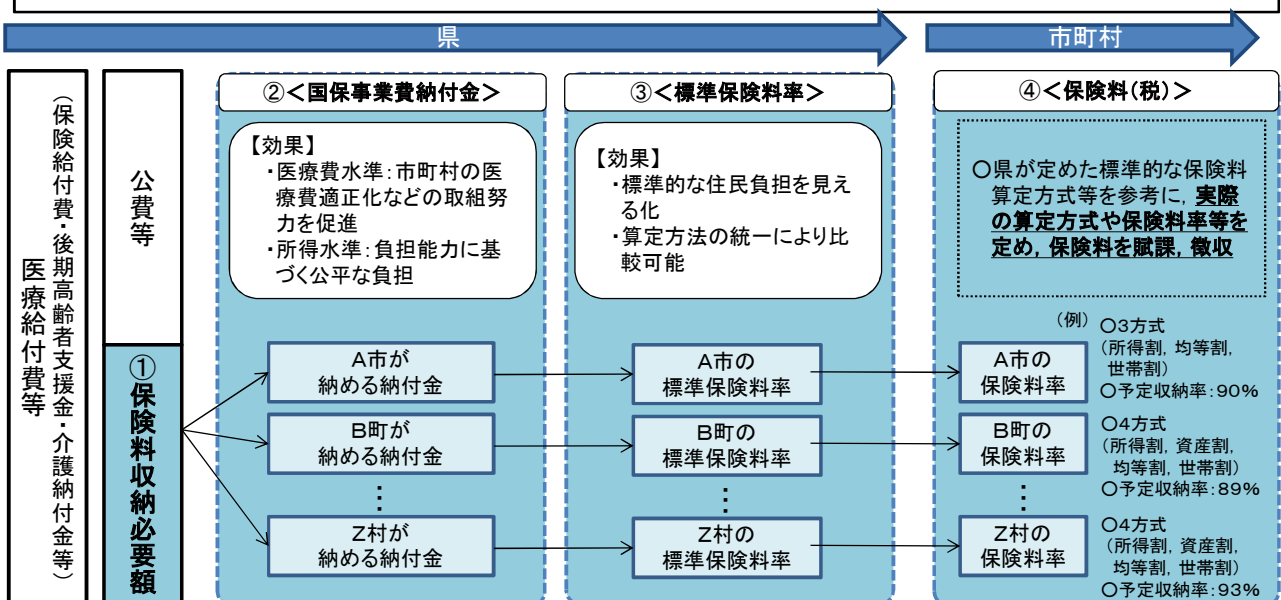 県
市町村
医療給付費等
(保険給付費・後期高齢者支援金・介護納付金等)
公費等
①保険料収納必要額
②<国保事業費納付金>
【効果】
・医療費水準:市町村の医
療費適正化などの取組努
力を促進
・所得水準:負担能力に基
づく公平な負担
A市が
納める納付金
B町が
納める納付金
⋮
Z村が
納める納付金
③<標準保険料率>
【効果】
・標準的な住民負担を見え
る化
・算定方法の統一により比
較可能
A市の
標準保険料率
B町の
標準保険料率
⋮
Z村の
標準保険料率
④<保険料(税)>
○県が定めた標準的な保険料
算定方式等を参考に,実際
の算定方式や保険料率等を
定め,保険料を賦課,徴収
(例)
A市の
保険料率
○3方式
(所得割,均等割,
世帯割)
○予定収納率:90%
B町の
保険料率
○4方式
(所得割,資産割,
均等割,世帯割)
○予定収納率:89%
⋮
Z村の
保険料率
○4方式
(所得割,資産割,
均等割,世帯割)
○予定収納率:93%